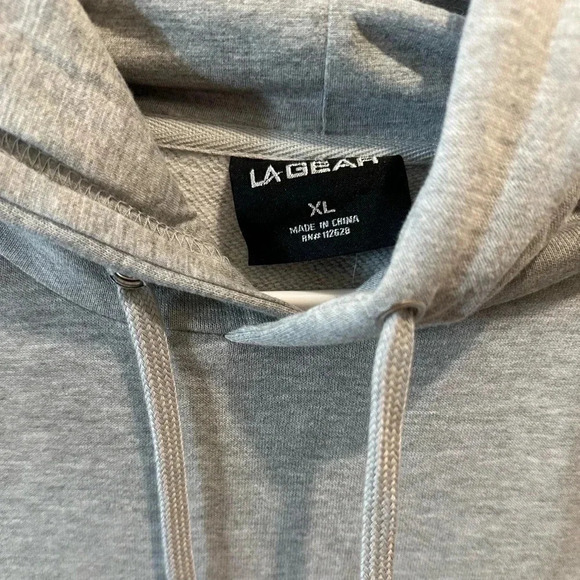 LA GEAR
XL
MADE IN CHINA
RN# 112628